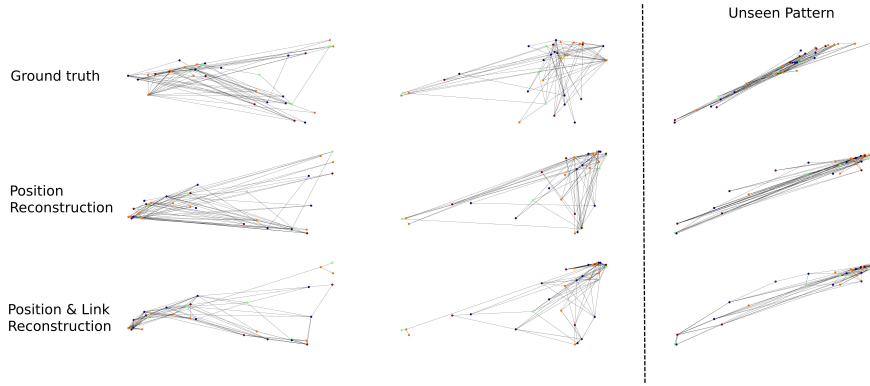 Unseen Pattern
Ground truth
Position
Reconstruction
Position & Link
Reconstruction